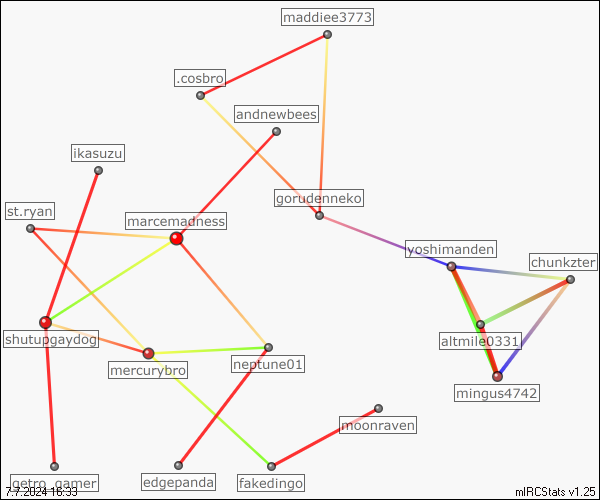 maddiee3773
.cosbro
andnewbees
ikasuzu
gorudenneko
st.ryan
marcemadness
yoshimanden
chunkzter
shutupgaydog
altmile0331
mercurybro
neptune01
mingus4742
moonraven
getro_gamer
edgepanda
fakedingo
7.7.2024 16:33
mIRCStats v1.25